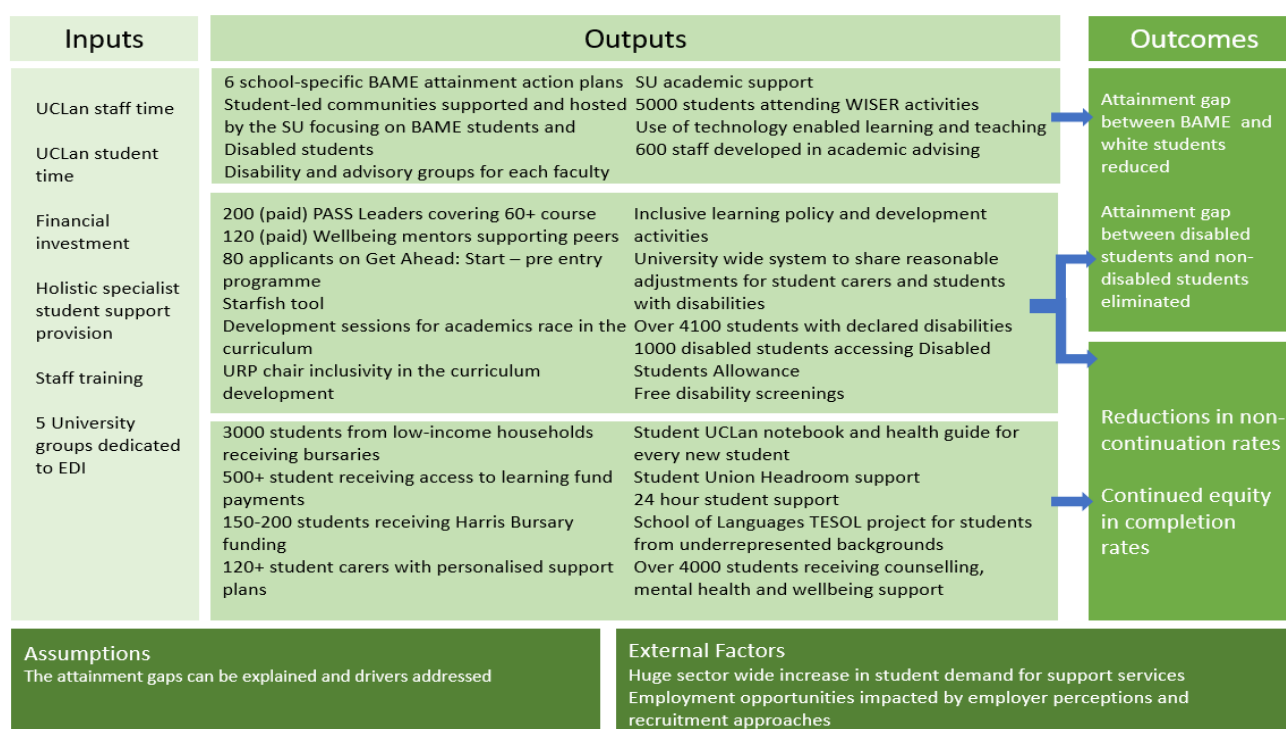 Inputs
Outputs
Outcomes
UCLan staff time
UCLan student
time
Financial
investment
Holistic specialist
student support
provision
Staff training
5 University
groups dedicated
to EDI
6 school-specific BAME attainment action plans
Student-led communities supported and hosted
by the SU focusing on BAME students and
Disabled students
Disability and advisory groups for each faculty
SU academic support
5000 students attending WISER activities
Use of technology enabled learning and teaching
600 staff developed in academic advising
200 (paid) PASS Leaders covering 60+ course
120 (paid) Wellbeing mentors supporting peers
80 applicants on Get Ahead: Start – pre entry
programme
Starfish tool
Development sessions for academics race in the
curriculum
URP chair inclusivity in the curriculum
development
Inclusive learning policy and development
activities
University wide system to share reasonable
adjustments for student carers and students
with disabilities
Over 4100 students with declared disabilities
1000 disabled students accessing Disabled
Students Allowance
Free disability screenings
3000 students from low-income households
receiving bursaries
500+ student receiving access to learning fund
payments
150-200 students receiving Harris Bursary
funding
120+ student carers with personalised support
plans
Student UCLan notebook and health guide for
every new student
Student Union Headroom support
24 hour student support
School of Languages TESOL project for students
from underrepresented backgrounds
Over 4000 students receiving counselling,
mental health and wellbeing support
Attainment gap
between BAME and
white students
reduced
Attainment gap
between disabled
students and non-
disabled students
eliminated
Reductions in non-
continuation rates
Continued equity
in completion
rates
Assumptions
The attainment gaps can be explained and drivers addressed
External Factors
Huge sector wide increase in student demand for support services
Employment opportunities impacted by employer perceptions and
recruitment approaches